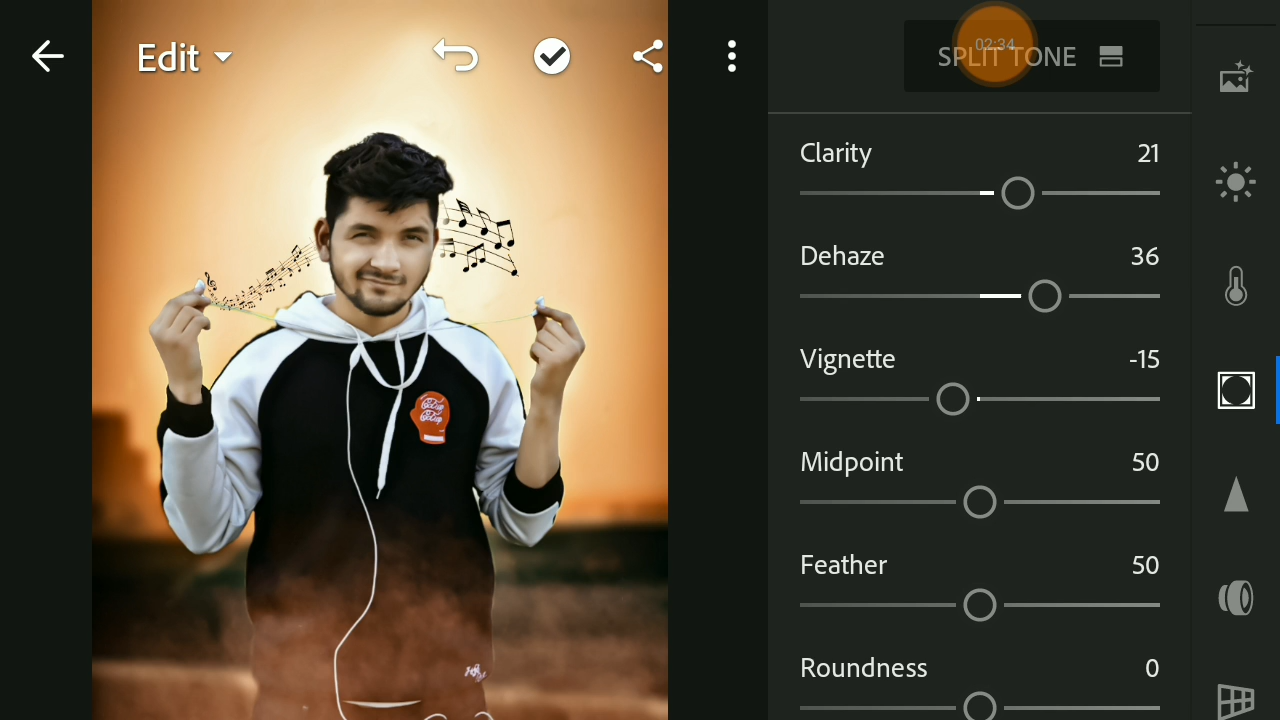 Edit
02:34
SPLIT TONE
Clarity 21
Dehaze 36
Vignette -15
Midpoint 50
Feather 50
Roundness 0